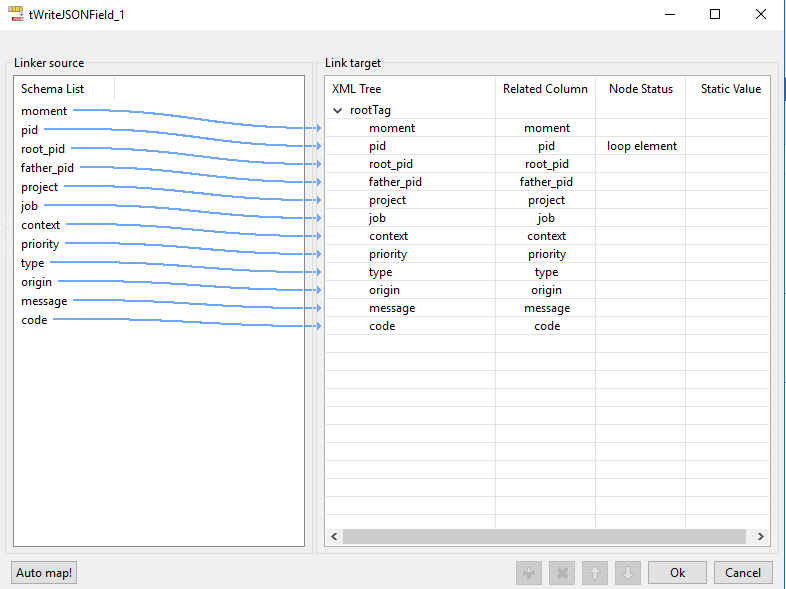 tWriteJSONField_1
Linker source
Link target
Schema List
moment
pid
root_pid
father_pid
project
job
context
priority
type
origin
message
code
XML Tree Related Column Node Status Static Value
rootTag
moment moment
pid pid loop element
root_pid root_pid
father_pid father_pid
project project
job job
context context
priority priority
type type
origin origin
message message
code code
Auto map! Ok Cancel